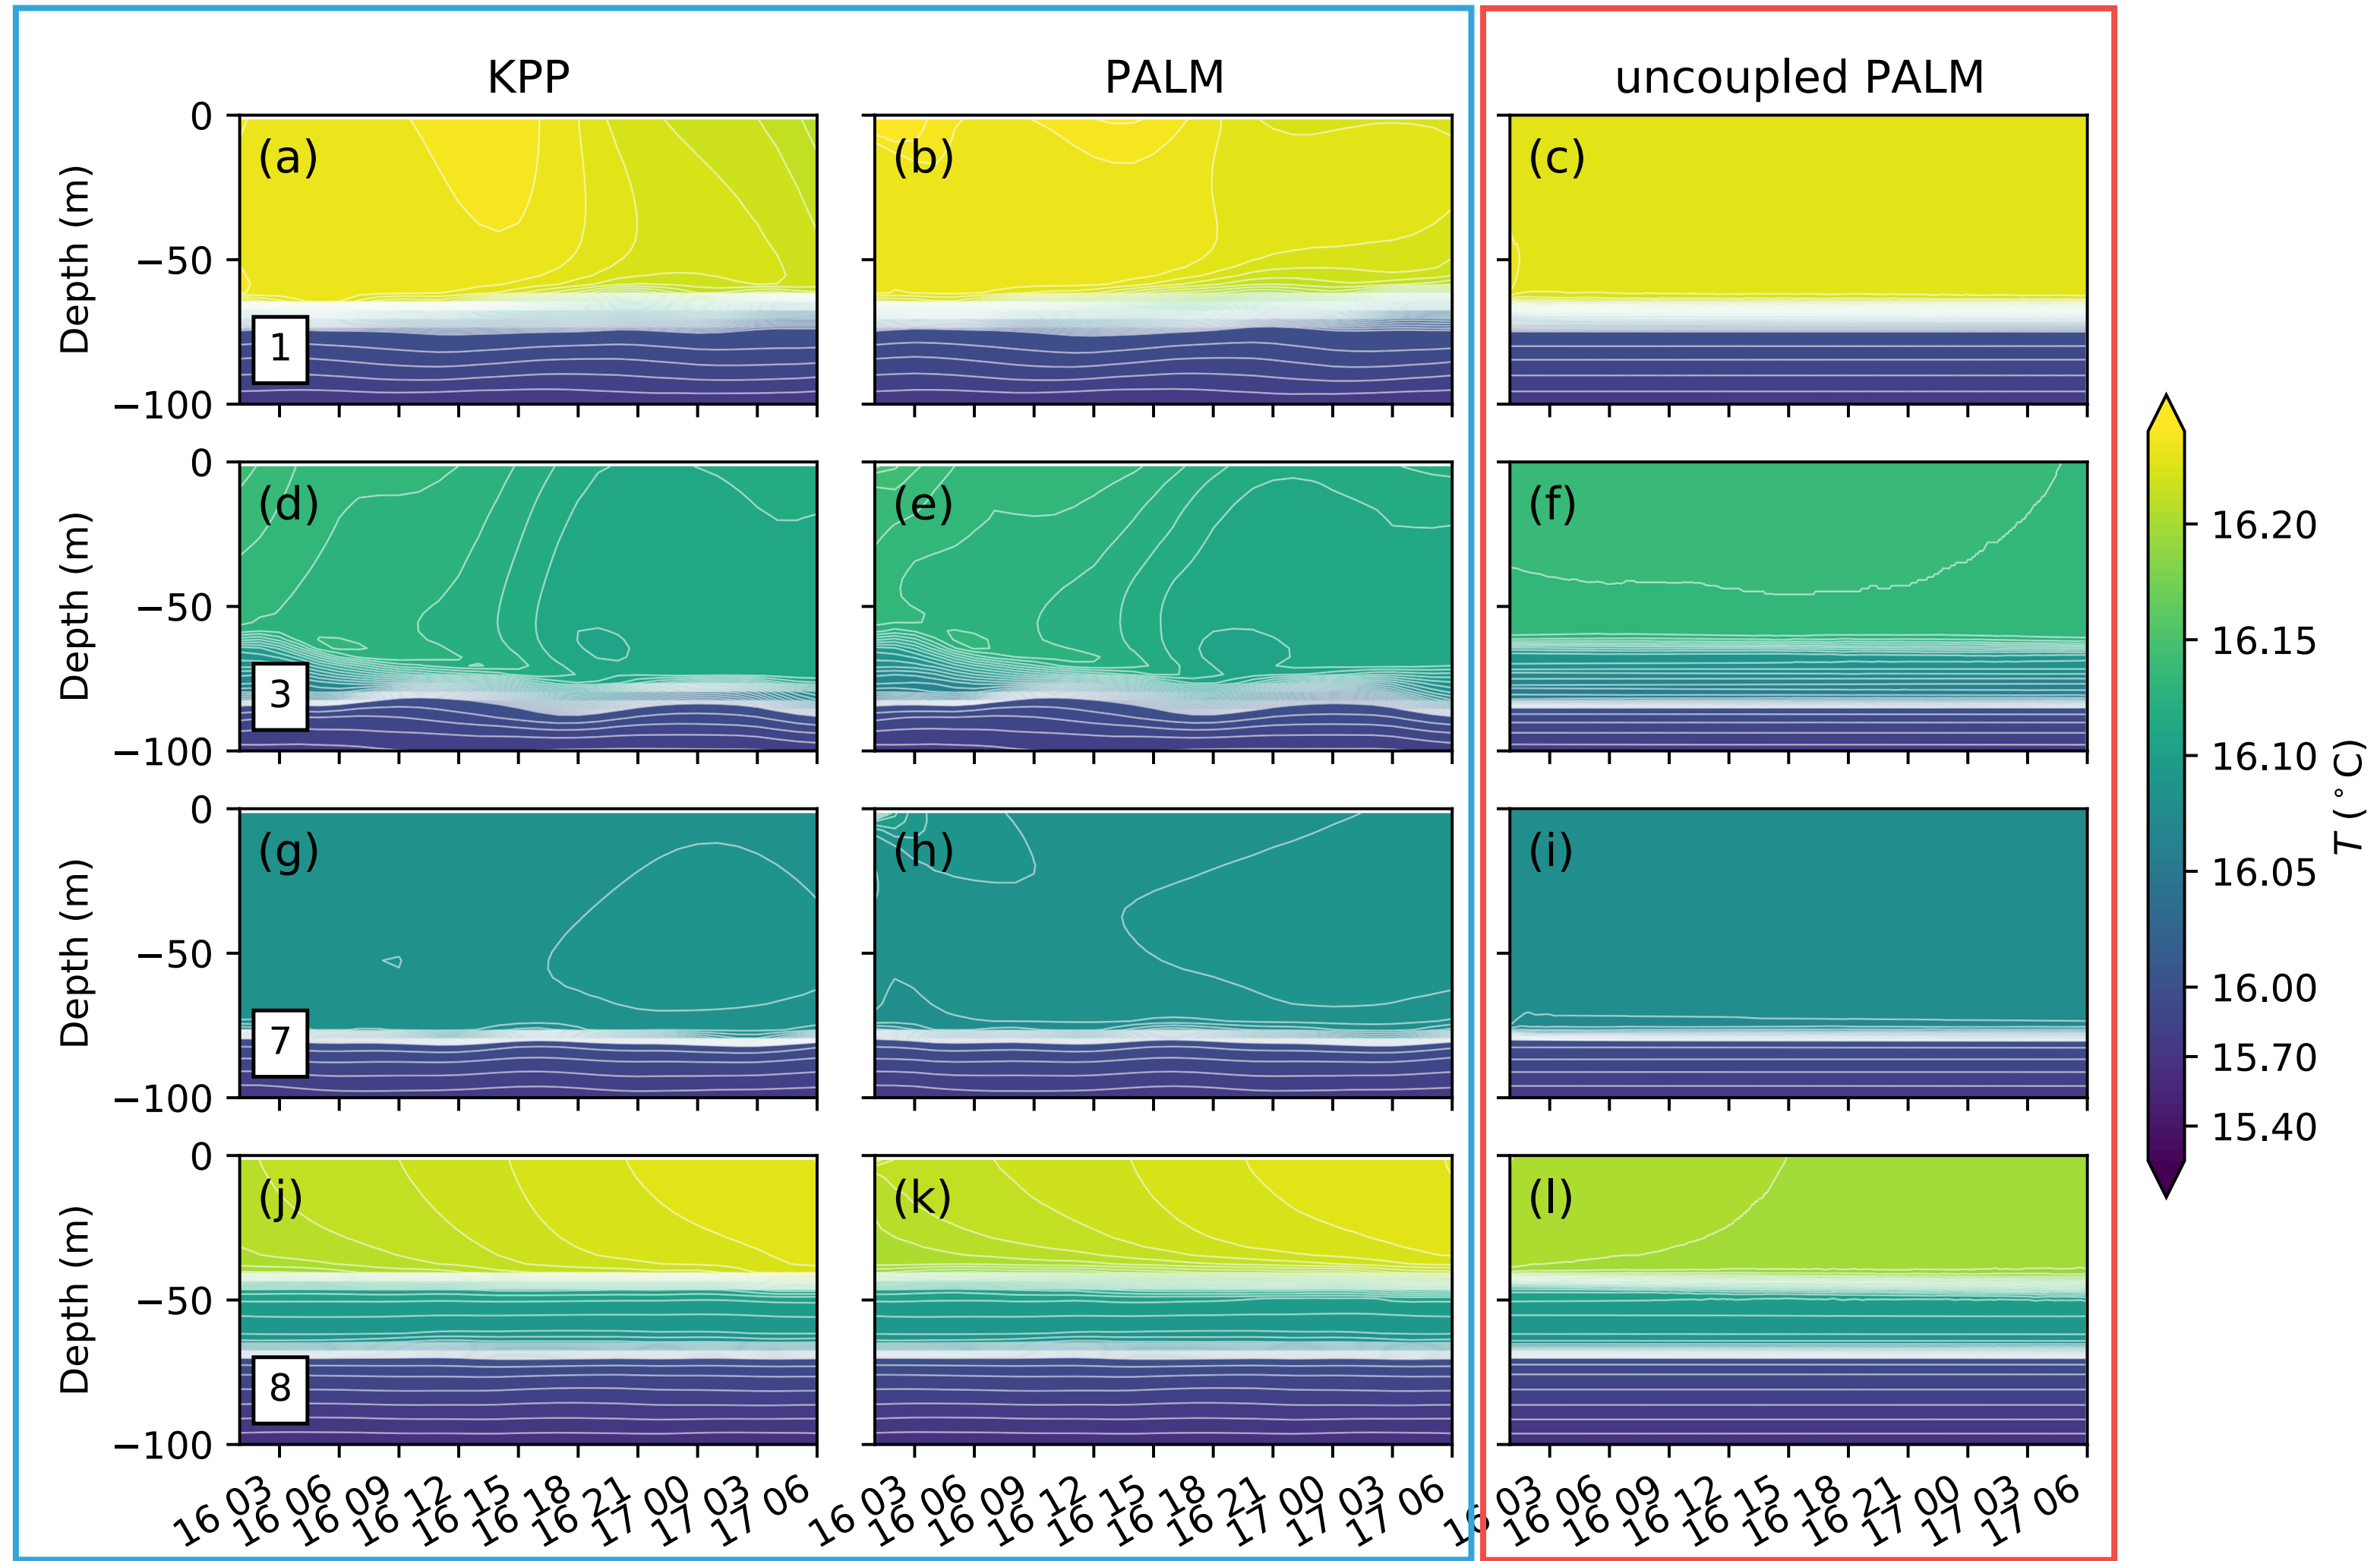 KPP PALM uncoupled PALM
Depth (m) 0 −50 −100 (a) 1 (b) (c)
Depth (m) 0 −50 −100 (d) 3 (e) (f)
Depth (m) 0 −50 −100 (g) 7 (h) (i)
Depth (m) 0 −50 −100 (j) 8 (k) (l)
16 03 16 06 16 09 16 12 16 15 16 18 16 21 17 00 17 03 17 06
16 03 16 06 16 09 16 12 16 15 16 18 16 21 17 00 17 03 17 06
16 03 16 06 16 09 16 12 16 15 16 18 16 21 17 00 17 03 17 06
16.20
16.15
16.10
16.05
16.00
15.70
15.40
T (°C)